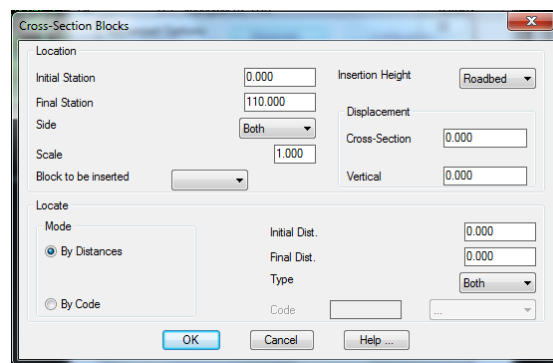 Cross-Section Blocks
Location
Initial Station 0.000
Insertion Height Roadbed
Final Station 110.000
Displacement
Side Both
Cross-Section 0.000
Scale 1.000
Block to be inserted
Vertical 0.000
Locate
Mode
Initial Dist. 0.000
By Distances
Final Dist. 0.000
Type Both
By Code
Code ...
OK Cancel Help ...